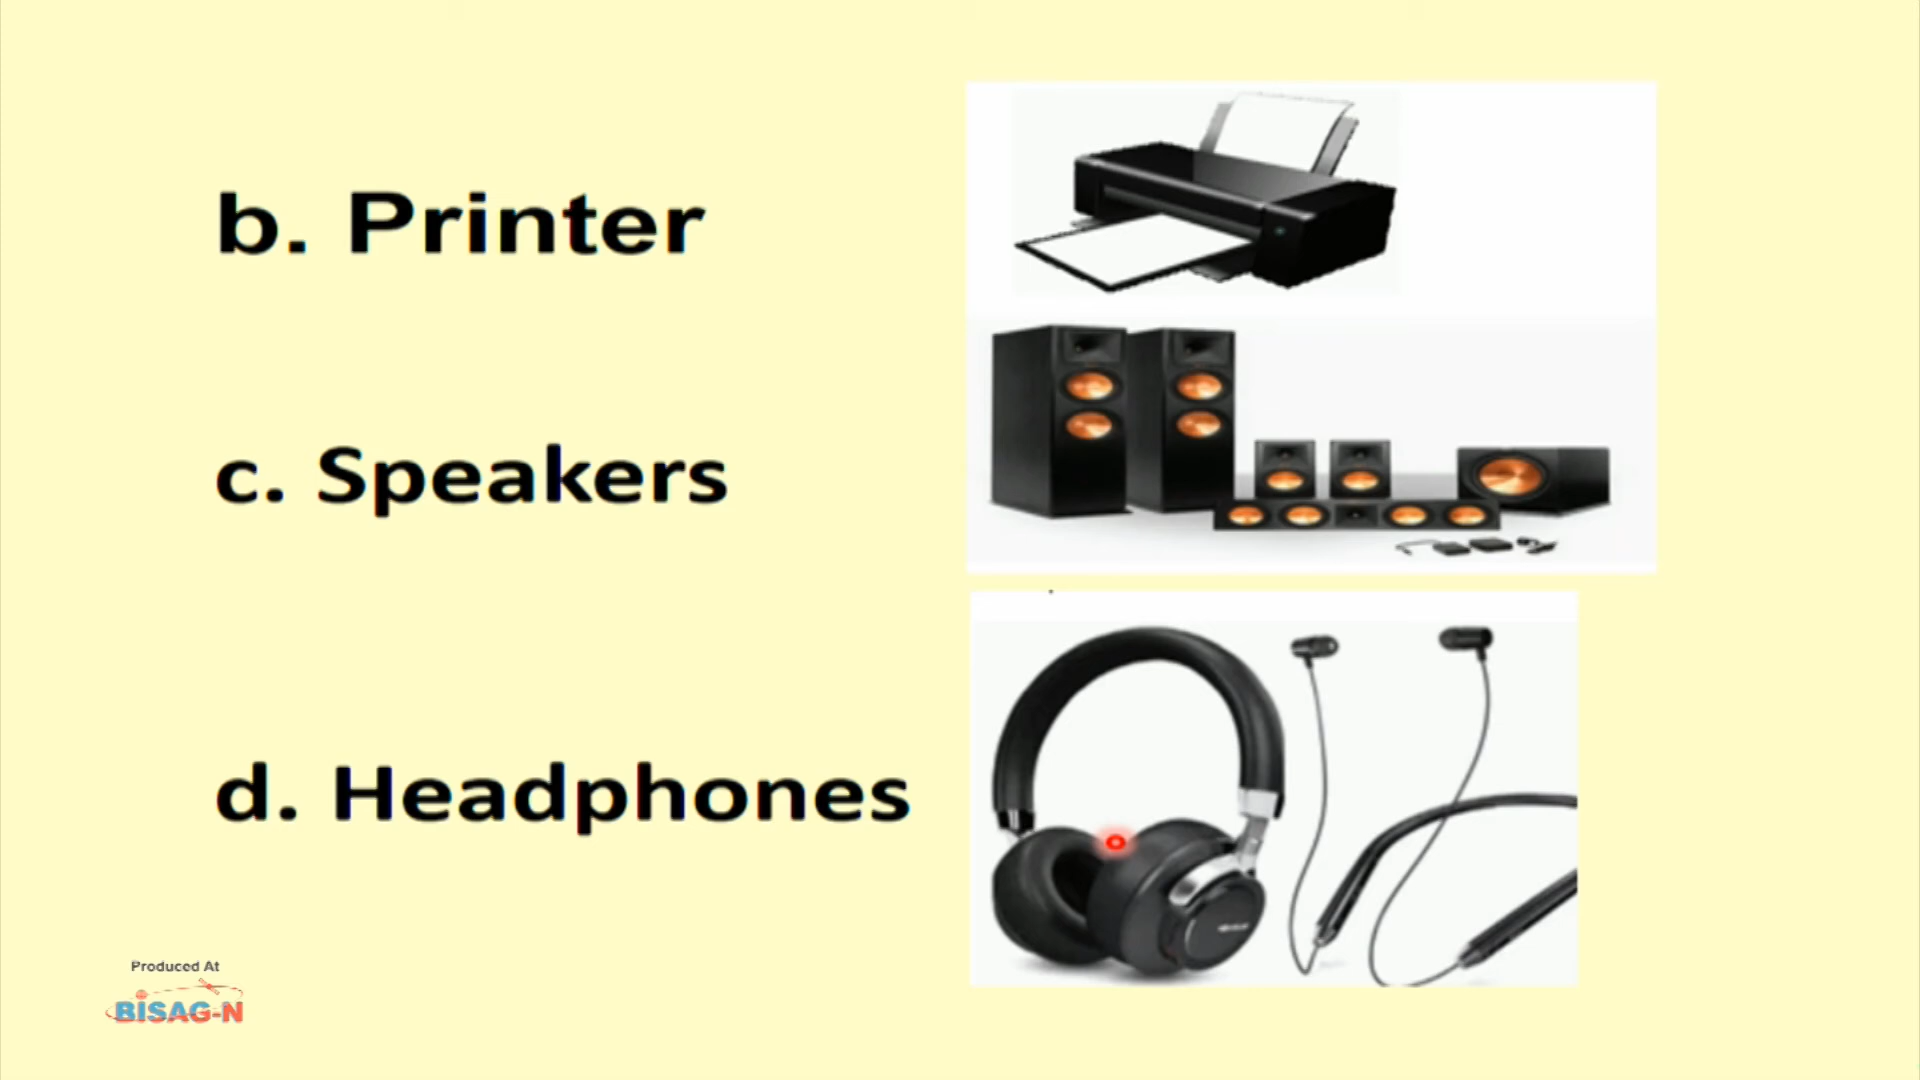 b. Printer
c. Speakers
d. Headphones
Produced At
BISAG-N